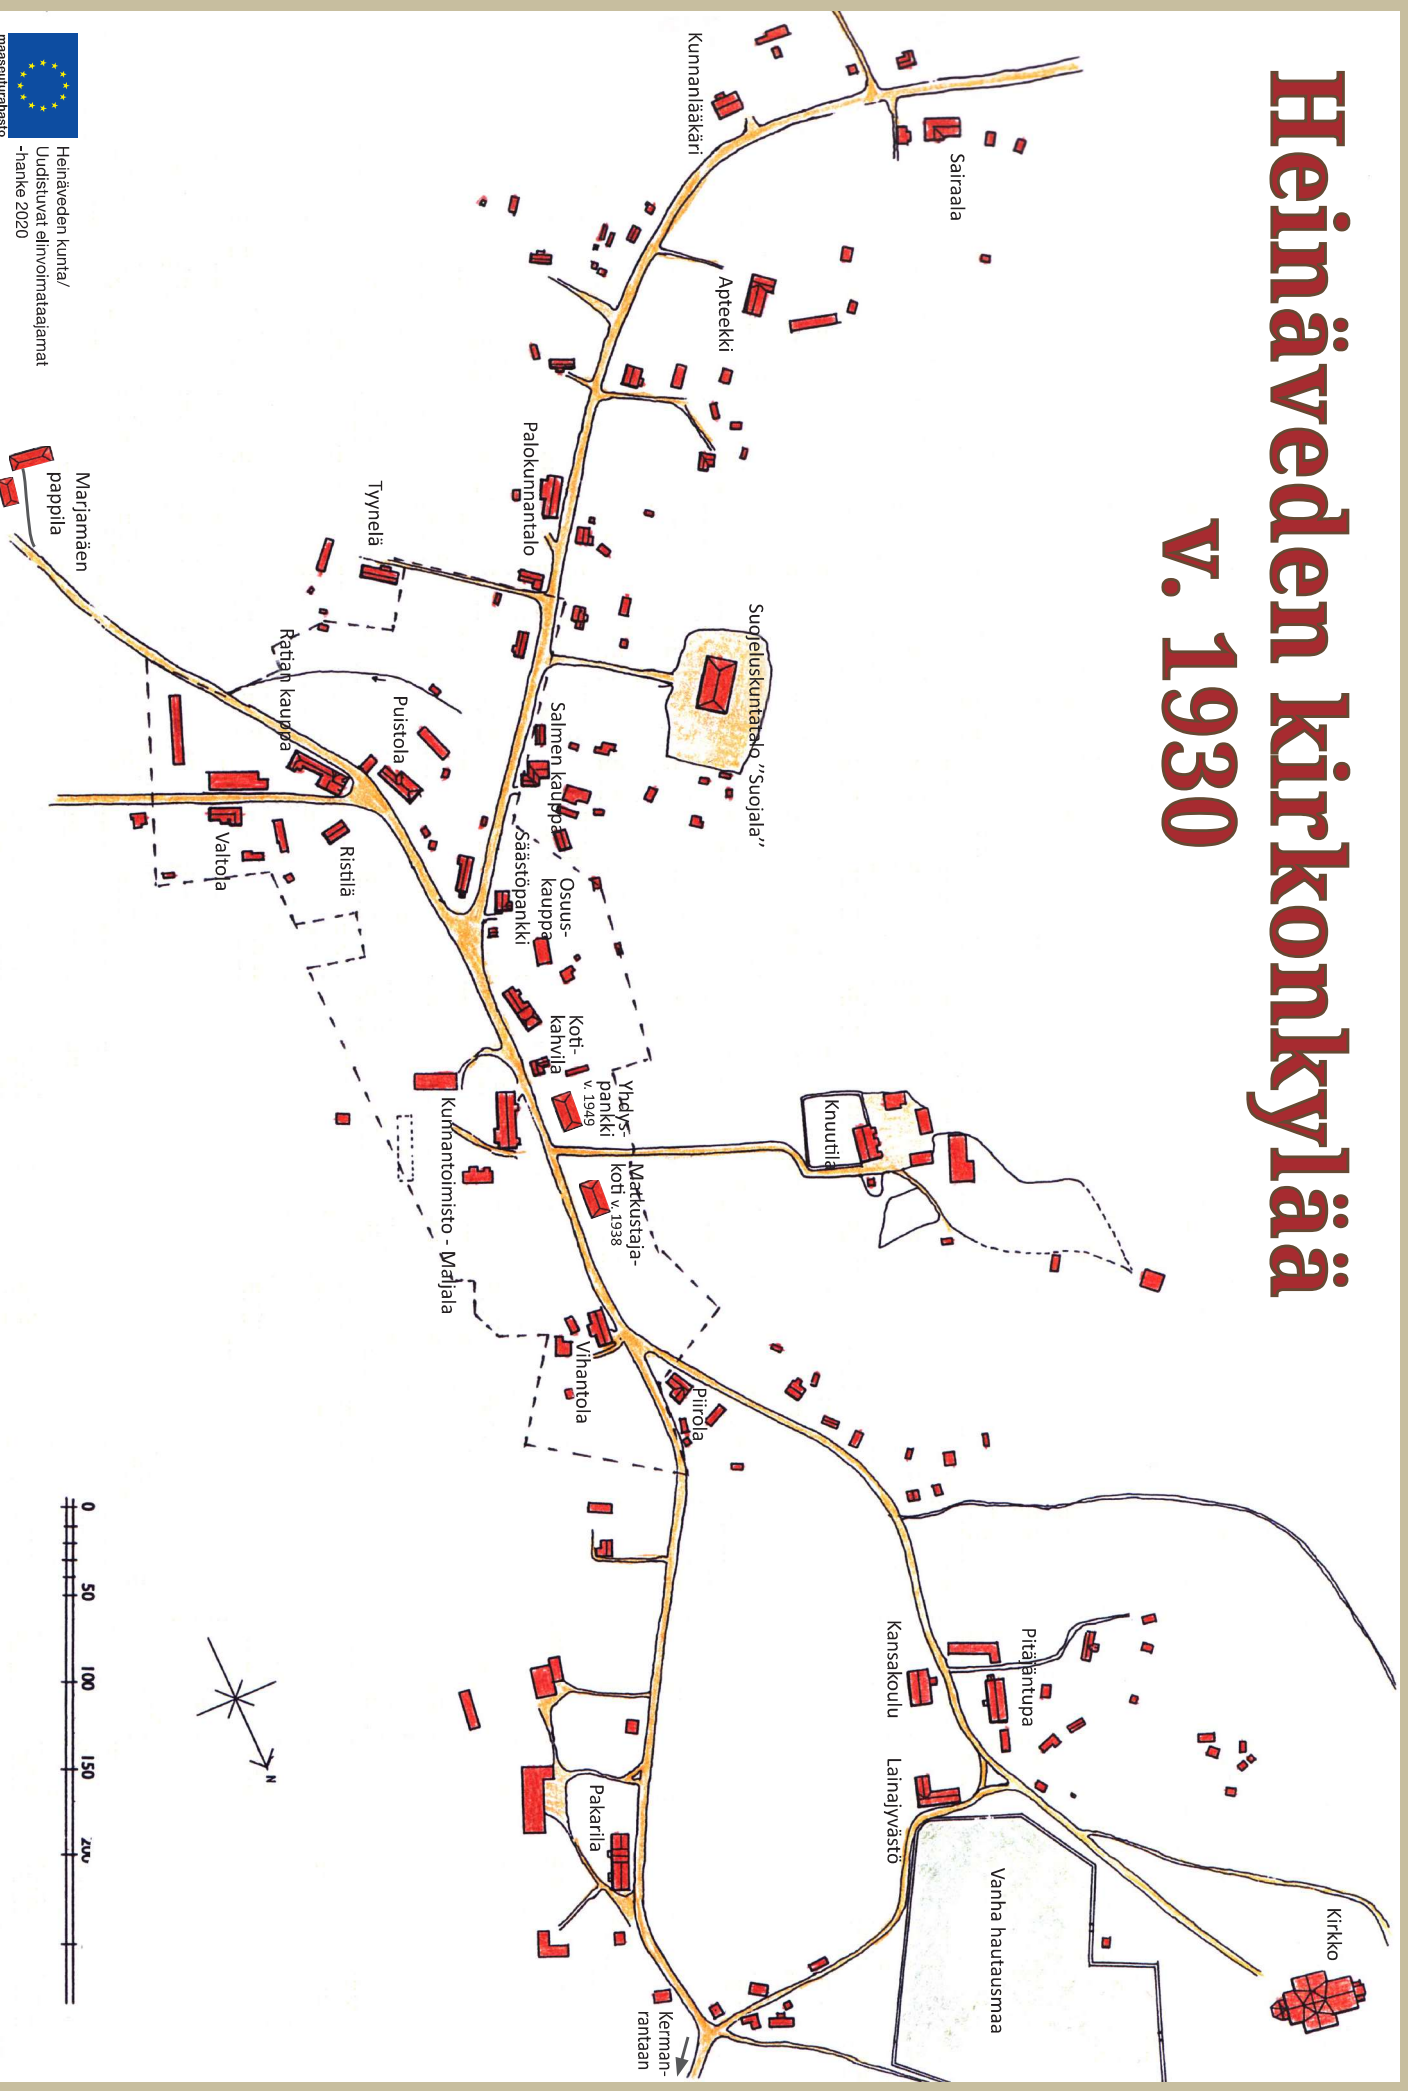 Heinäveden kirkonkylää
v. 1930
Sairaala
Kunnanlääkäri
Apteekki
Suojeluskuntatalo ”Suojala”
Palokunnantalo
Tyynelä
Salmen kauppa
Säästöpankki
Osuus-
kauppa
Koti-
kahvila
Yhdys-
pankki
v. 1949
Matkustaja-
koti v. 1938
Knuutila
Puistola
Ratian kauppa
Ristilä
Valtola
Marjamäen
pappila
Kunnantoimisto - Maljala
Vihantola
Piirola
Pitäjäntupa
Kansakoulu
Lainajyvästö
Vanha hautausmaa
Kirkko
Pakarila
Kerman-
rantaan
N
0 50 100 150 200
maaseuturahasto
Heinäveden kunta/
Uudistuvat elinvoimataajamat
-hanke 2020